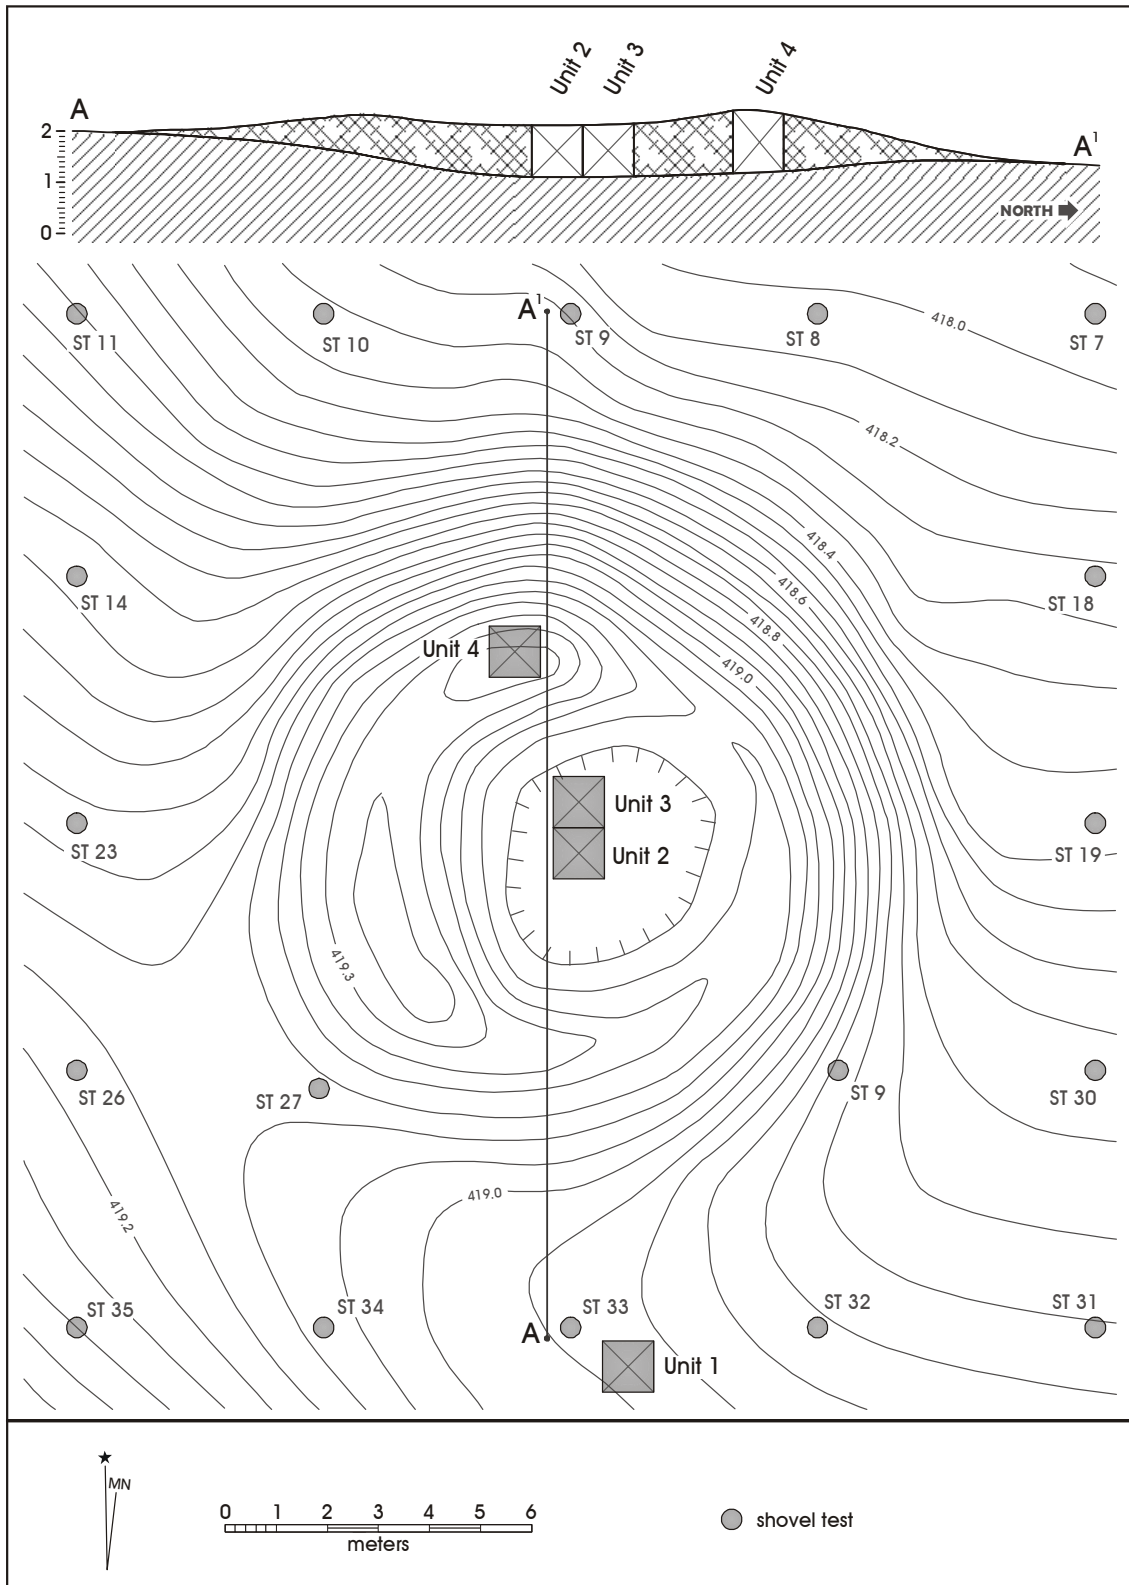 Unit 2
Unit 3
Unit 4
A
A¹
2
1
0
NORTH
A¹
ST 11
ST 10
ST 9
ST 8
ST 7
418.0
418.2
418.4
418.6
418.8
419.0
ST 14
ST 18
Unit 4
Unit 3
Unit 2
ST 23
ST 19
419.3
ST 26
ST 27
ST 9
ST 30
419.2
419.0
ST 35
ST 34
ST 33
ST 32
ST 31
A
Unit 1
MN
0 1 2 3 4 5 6
meters
shovel test